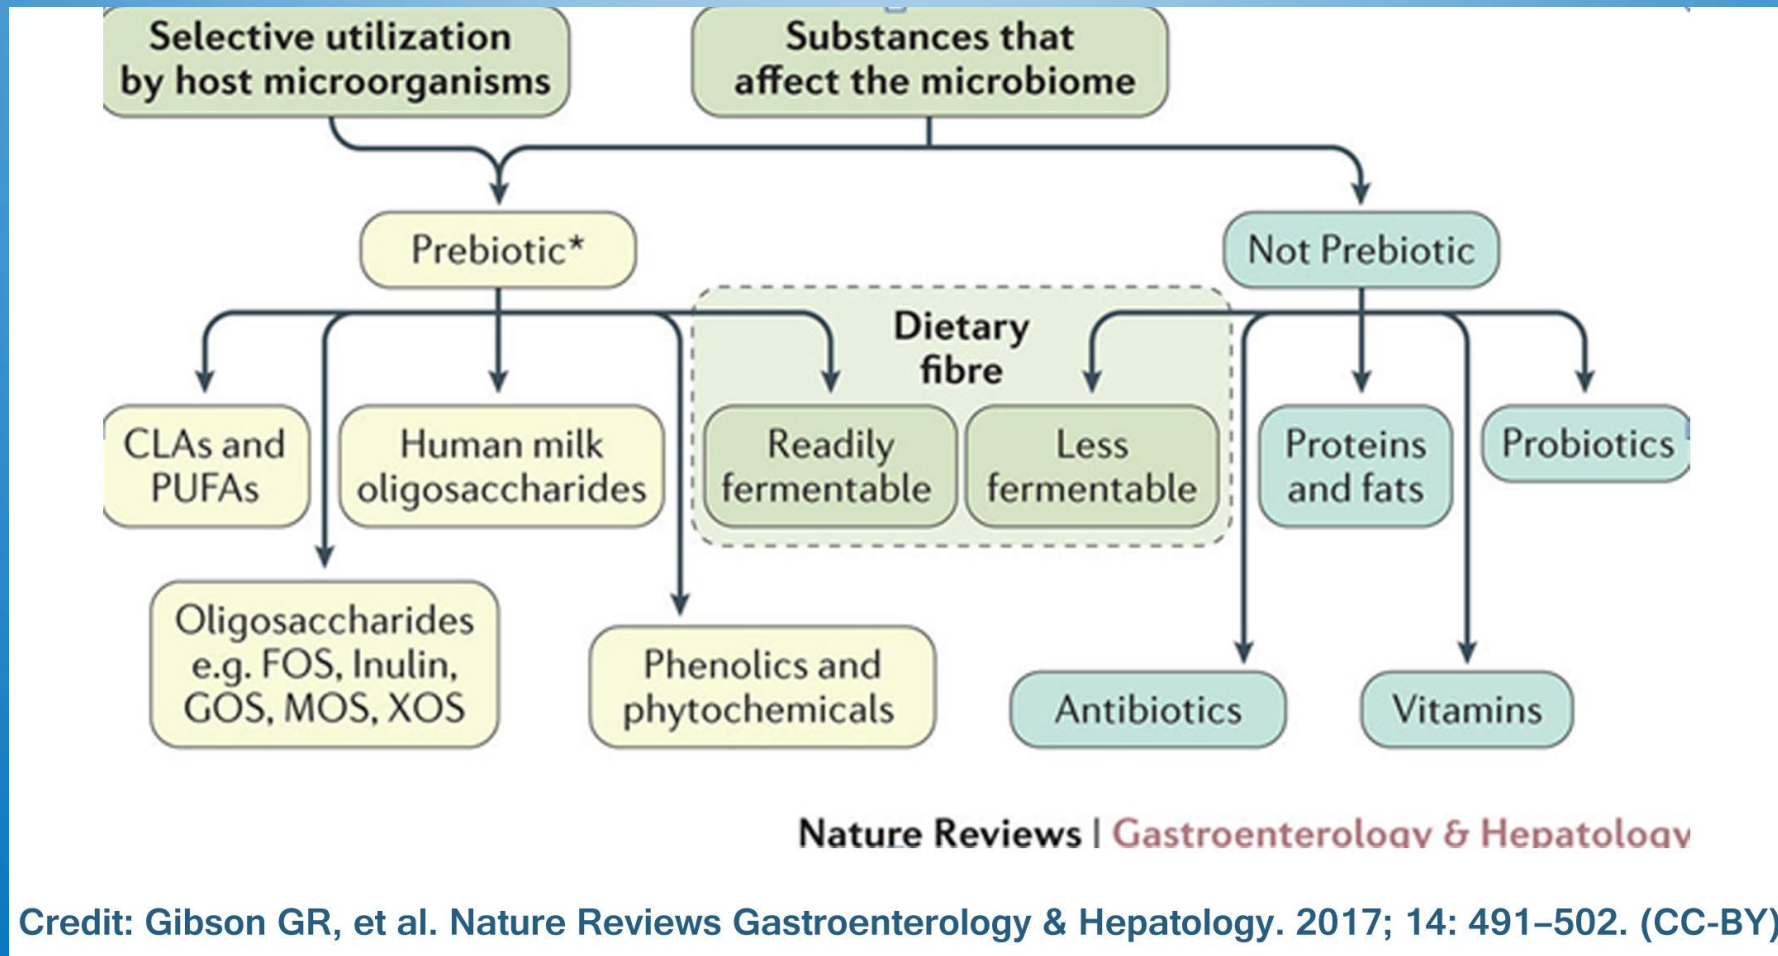 Selective utilization
by host microorganisms
Substances that
affect the microbiome
Prebiotic*
Not Prebiotic
Dietary
fibre
CLAs and
PUFAs
Human milk
oligosaccharides
Readily
fermentable
Less
fermentable
Proteins
and fats
Probiotics
Oligosaccharides
e.g. FOS, Inulin,
GOS, MOS, XOS
Phenolics and
phytochemicals
Antibiotics
Vitamins
Nature Reviews | Gastroenterology & Hepatology
Credit: Gibson GR, et al. Nature Reviews Gastroenterology & Hepatology. 2017; 14: 491–502. (CC-BY)